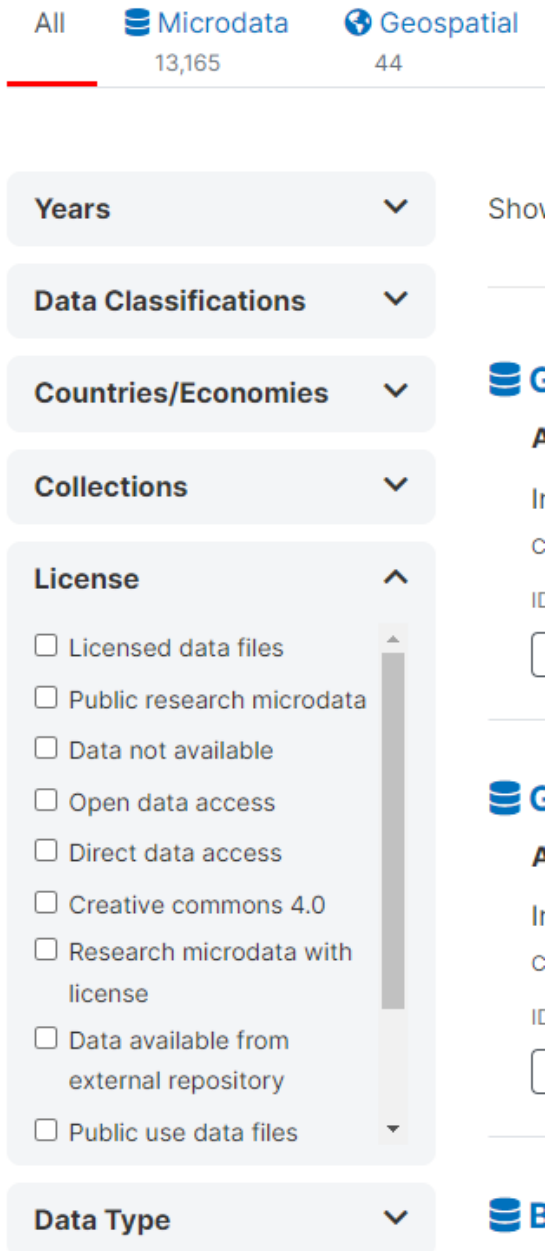 All Microdata Geospatial
13,165 44
Years
Data Classifications
Countries/Economies
Collections
License
Licensed data files
Public research microdata
Data not available
Open data access
Direct data access
Creative commons 4.0
Research microdata with
license
Data available from
external repository
Public use data files
Data Type